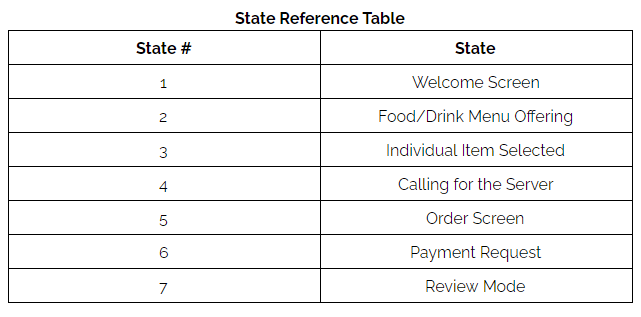 State Reference Table
State # State
1 Welcome Screen
2 Food/Drink Menu Offering
3 Individual Item Selected
4 Calling for the Server
5 Order Screen
6 Payment Request
7 Review Mode